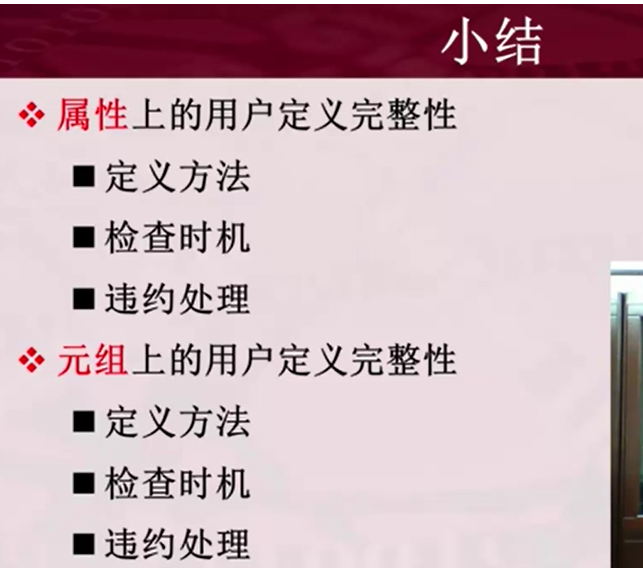 小结
❖ 属性上的用户定义完整性
■ 定义方法
■ 检查时机
■ 违约处理
❖ 元组上的用户定义完整性
■ 定义方法
■ 检查时机
■ 违约处理